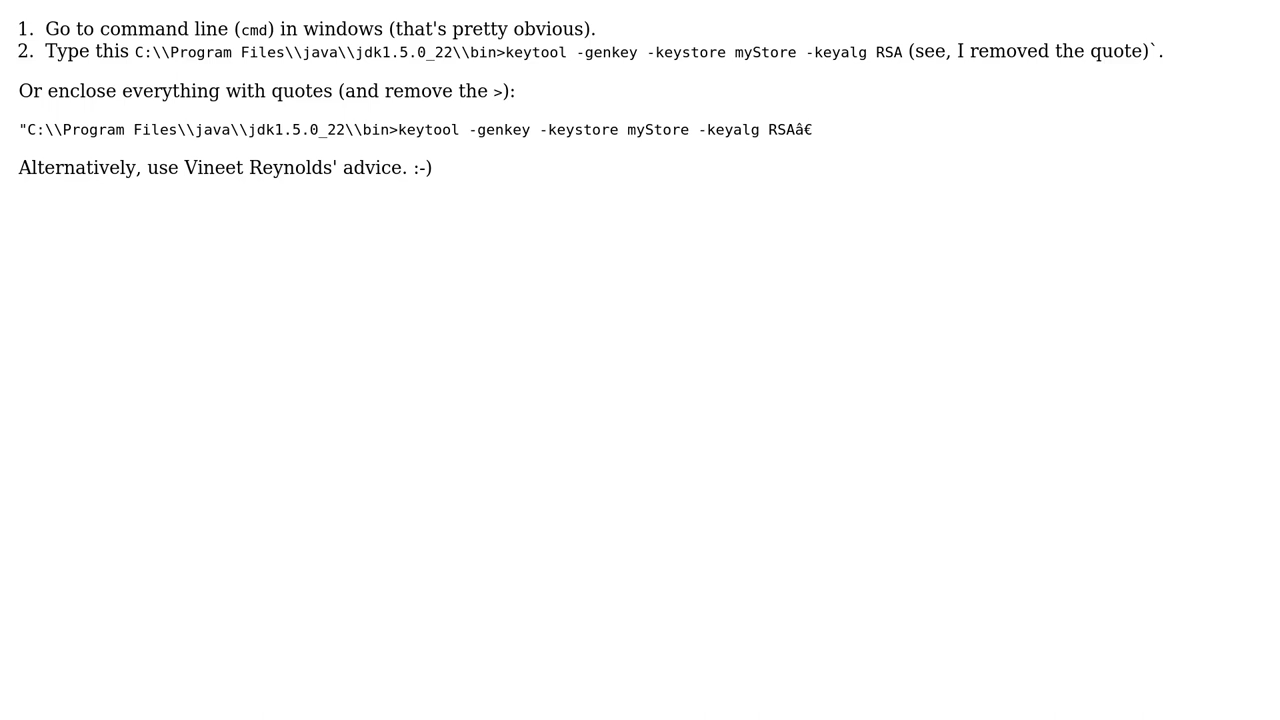 1. Go to command line (cmd) in windows (that's pretty obvious).
2. Type this C:\\Program Files\\java\\jdk1.5.0_22\\bin>keytool -genkey -keystore myStore -keyalg RSA (see, I removed the quote)`.
Or enclose everything with quotes (and remove the >):
"C:\\Program Files\\java\\jdk1.5.0_22\\bin>keytool -genkey -keystore myStore -keyalg RSAâ€
Alternatively, use Vineet Reynolds' advice. :-)